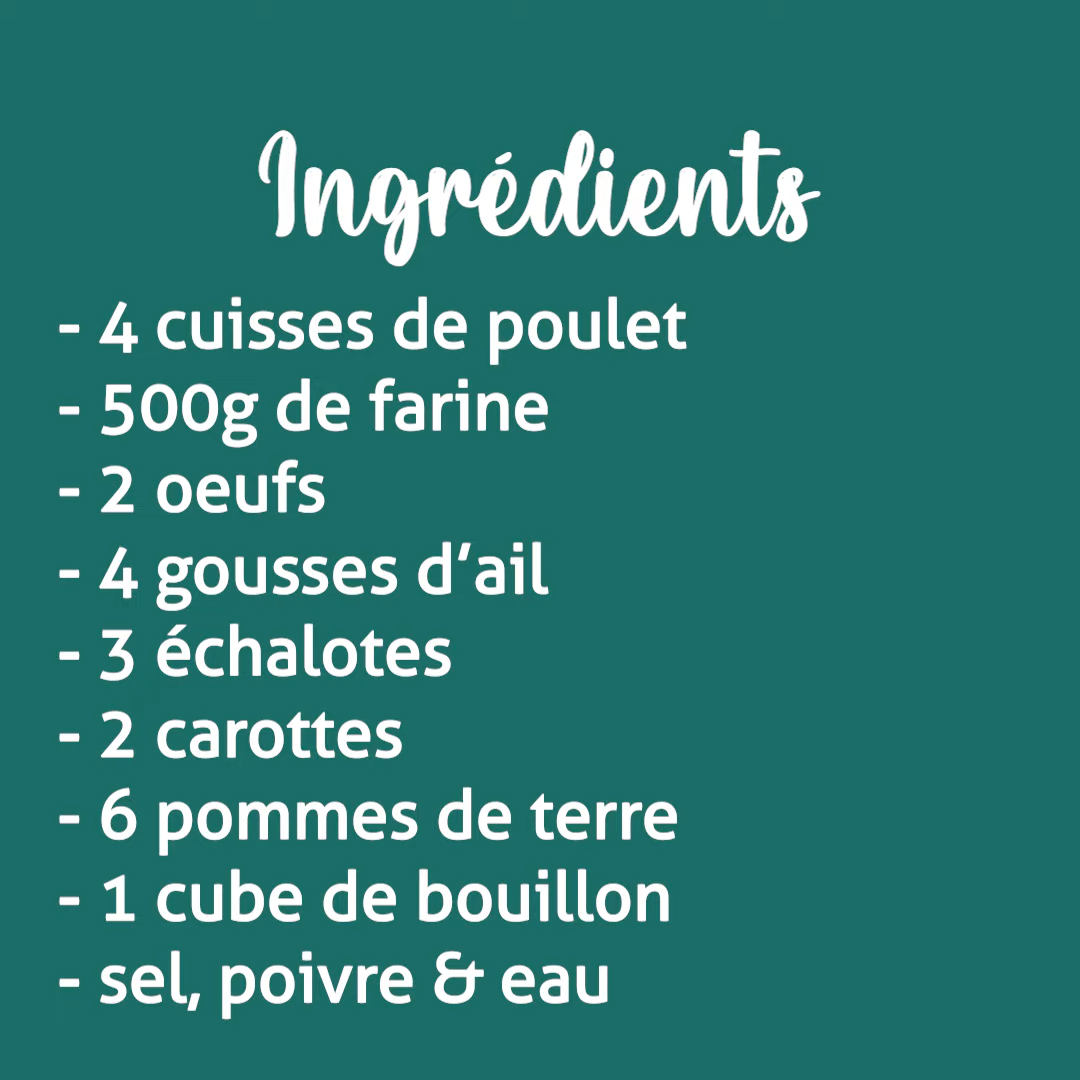 Ingrédients
- 4 cuisses de poulet
- 500g de farine
- 2 oeufs
- 4 gousses d’ail
- 3 échalotes
- 2 carottes
- 6 pommes de terre
- 1 cube de bouillon
- sel, poivre & eau